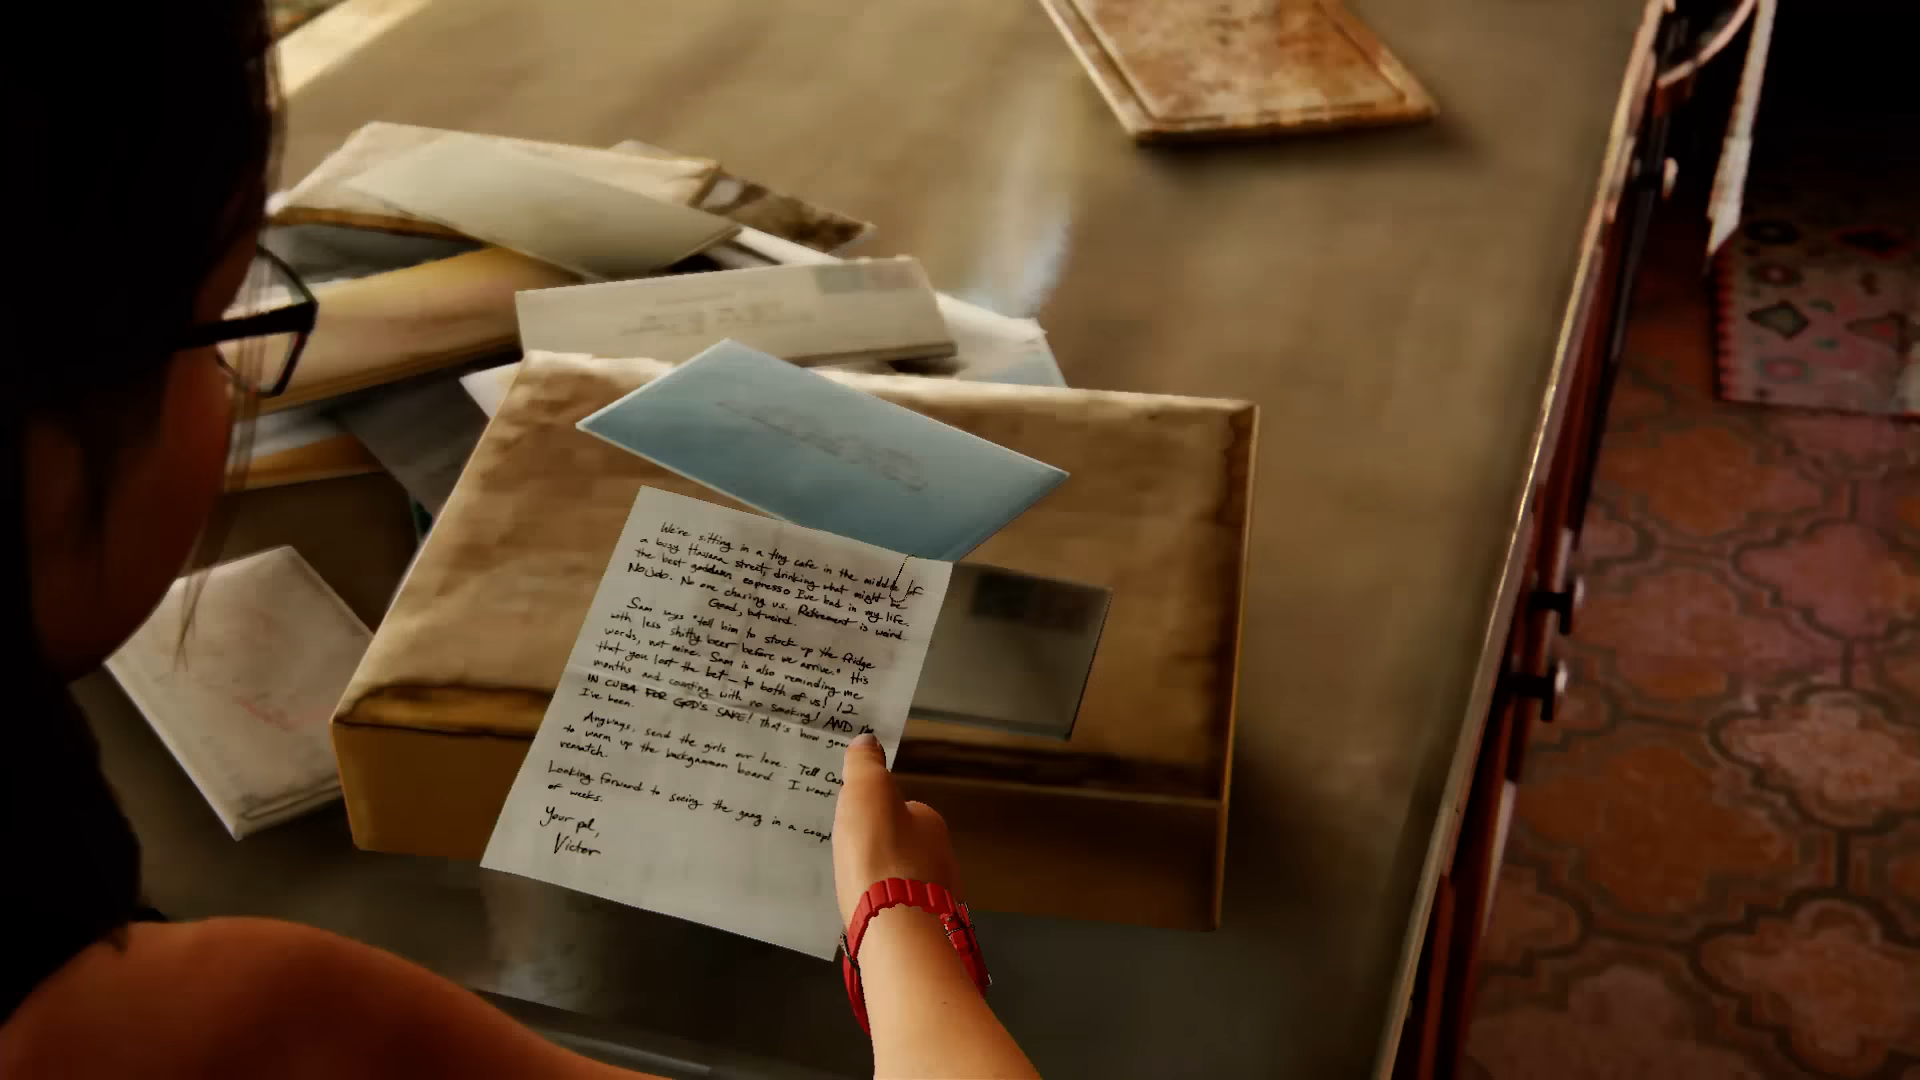 We're sitting in a tiny cafe in the middle of
a busy Havana street, drinking what might be
the best goddamn espresso I've had in my life.
No job. No one chasing us. Retirement is weird.
Good, but weird.
Sam says "tell him to stock up the fridge
with less shitty beer before we arrive." His
words, not mine. Sam is also reminding me
that you lost the bet— to both of us! 12
months and counting with no smoking! AND
IN CUBA FOR GOD'S SAKE! That's how good
I've been.
Anyways, send the girls our love. Tell
to warm up the backgammon board. I want
rematch.
Looking forward to seeing the gang in a
of weeks.
Your pal,
Victor